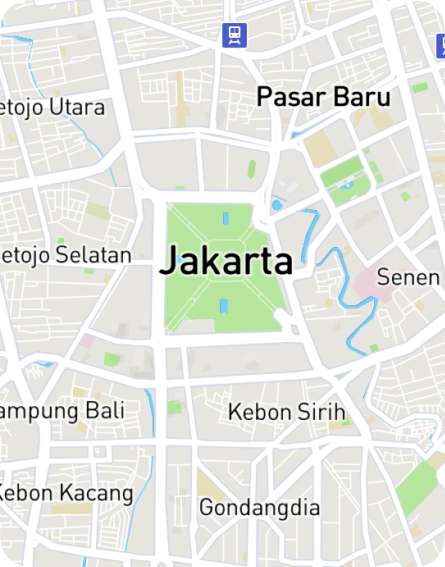 Pasar Baru
etojo Utara
etojo Selatan
Jakarta
Senen
ampung Bali
Kebon Sirih
Kebon Kacang
Gondangdia